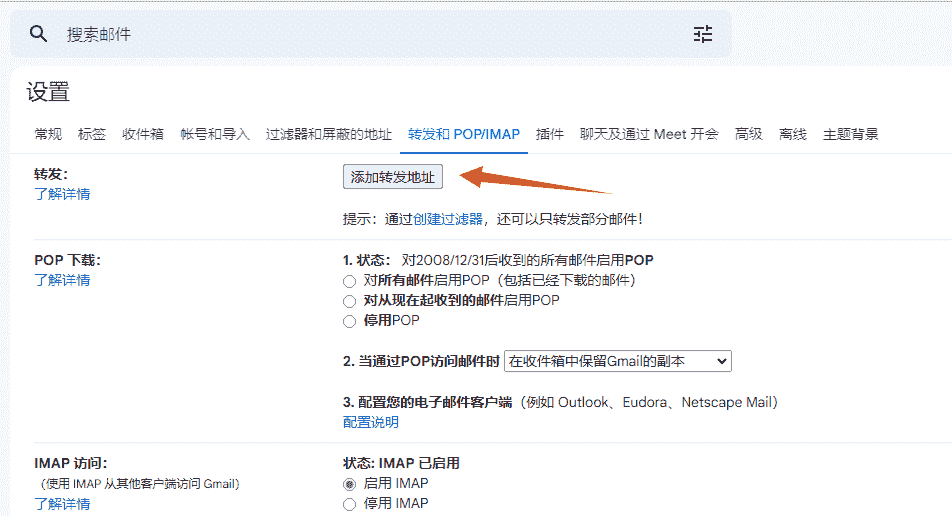 搜索邮件
设置
常规 标签 收件箱 帐号和导入 过滤器和屏蔽的地址 转发和 POP/IMAP 插件 聊天及通过 Meet 开会 高级 离线 主题背景
转发：
了解详情
添加转发地址
提示：通过创建过滤器，还可以只转发部分邮件！
POP 下载：
了解详情
1. 状态： 对2008/12/31后收到的所有邮件启用POP
对所有邮件启用POP（包括已经下载的邮件）
对从现在起收到的邮件启用POP
停用POP
2. 当通过POP访问邮件时 在收件箱中保留Gmail的副本
3. 配置您的电子邮件客户端（例如 Outlook、Eudora、Netscape Mail）
配置说明
IMAP 访问：
（使用 IMAP 从其他客户端访问 Gmail）
了解详情
状态: IMAP 已启用
启用 IMAP
停用 IMAP